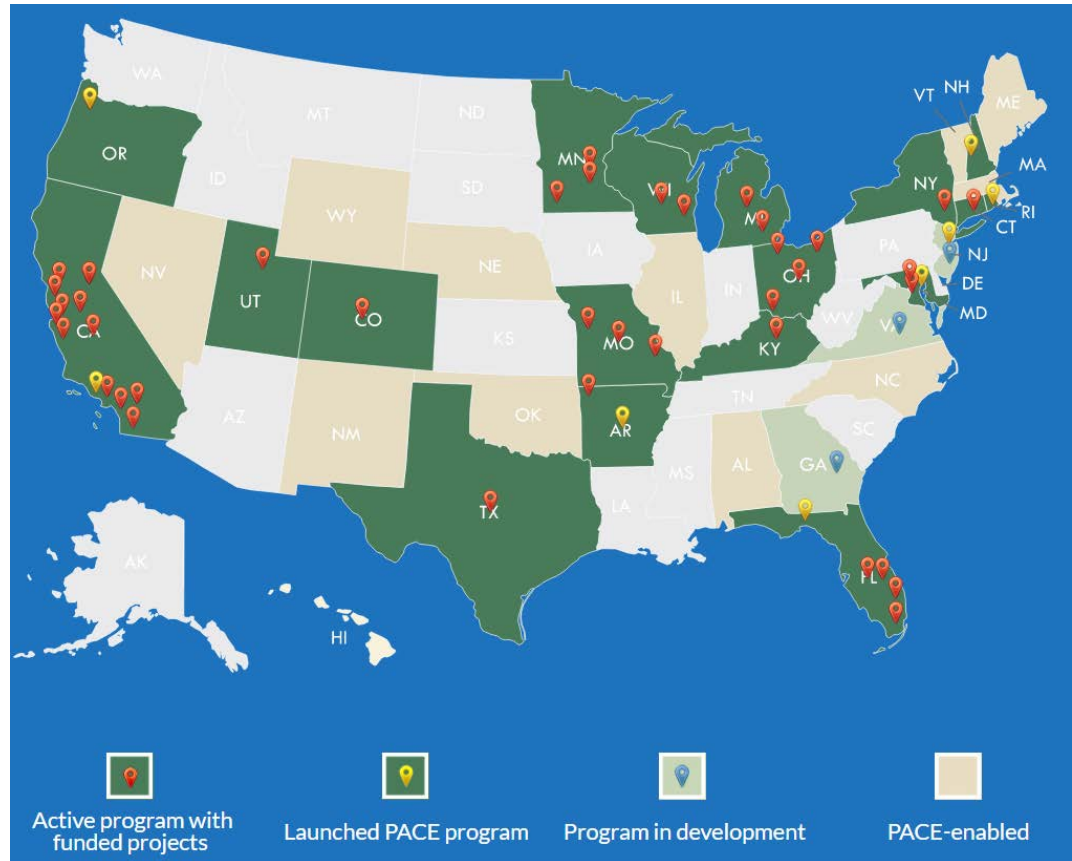 WA
MT
ND
MN
VT
NH
ME
OR
ID
SD
WI
MI
NY
MA
WY
RI
CT
NV
NE
IA
PA
NJ
UT
CO
IL
IN
OH
DE
CA
KS
MO
WV
VA
MD
KY
AZ
NM
OK
AR
TN
NC
SC
TX
LA
MS
AL
GA
FL
AK
HI
Active program with
funded projects
Launched PACE program
Program in development
PACE-enabled